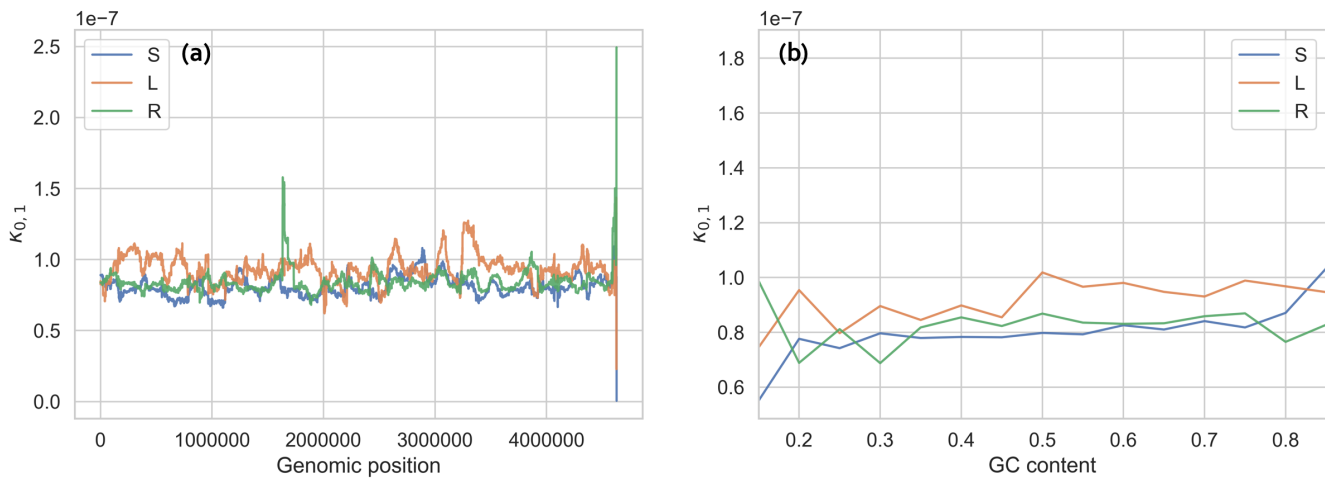 1e−7
(a)
S
L
R
2.5
2.0
1.5
1.0
0.5
0.0
κ0, 1
0 1000000 2000000 3000000 4000000
Genomic position
1e−7
(b)
S
L
R
1.8
1.6
1.4
1.2
1.0
0.8
0.6
κ0, 1
0.2 0.3 0.4 0.5 0.6 0.7 0.8
GC content